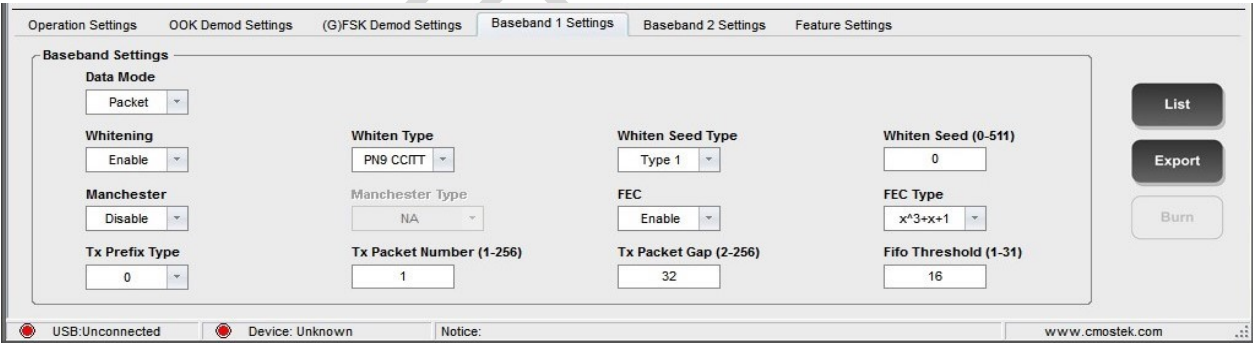 Operation Settings OOK Demod Settings (G)FSK Demod Settings Baseband 1 Settings Baseband 2 Settings Feature Settings
Baseband Settings
Data Mode
Packet
List
Whitening Whiten Type Whiten Seed Type Whiten Seed (0-511)
Enable PN9 CCITT Type 1 0
Export
Manchester Manchester Type FEC FEC Type
Disable NA Enable x^3+x+1
Burn
Tx Prefix Type Tx Packet Number (1-256) Tx Packet Gap (2-256) Fifo Threshold (1-31)
0 1 32 16
USB:Unconnected Device: Unknown Notice: www.cmostek.com